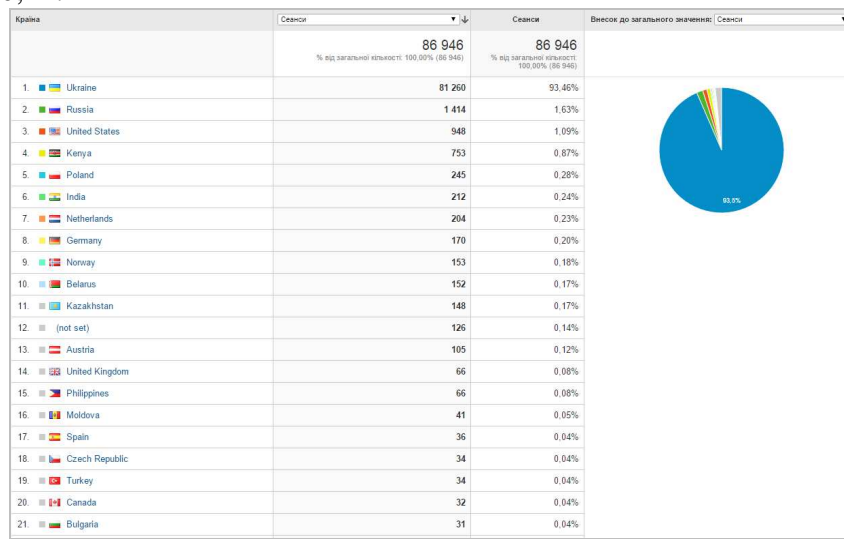 Країна Сеанси Сеанси Внесок до загального значення: Сеанси
86 946 86 946
% від загальної кількості: 100,00% (86 946) % від загальної кількості:
100,00% (86 946)
1. Ukraine 81 260 93,46%
2. Russia 1 414 1,63%
3. United States 948 1,09%
4. Kenya 753 0,87%
5. Poland 245 0,28%
6. India 212 0,24%
7. Netherlands 204 0,23%
8. Germany 170 0,20%
9. Norway 153 0,18%
10. Belarus 152 0,17%
11. Kazakhstan 148 0,17%
12. (not set) 126 0,14%
13. Austria 105 0,12%
14. United Kingdom 66 0,08%
15. Philippines 66 0,08%
16. Moldova 41 0,05%
17. Spain 36 0,04%
18. Czech Republic 34 0,04%
19. Turkey 34 0,04%
20. Canada 32 0,04%
21. Bulgaria 31 0,04%
93,5%